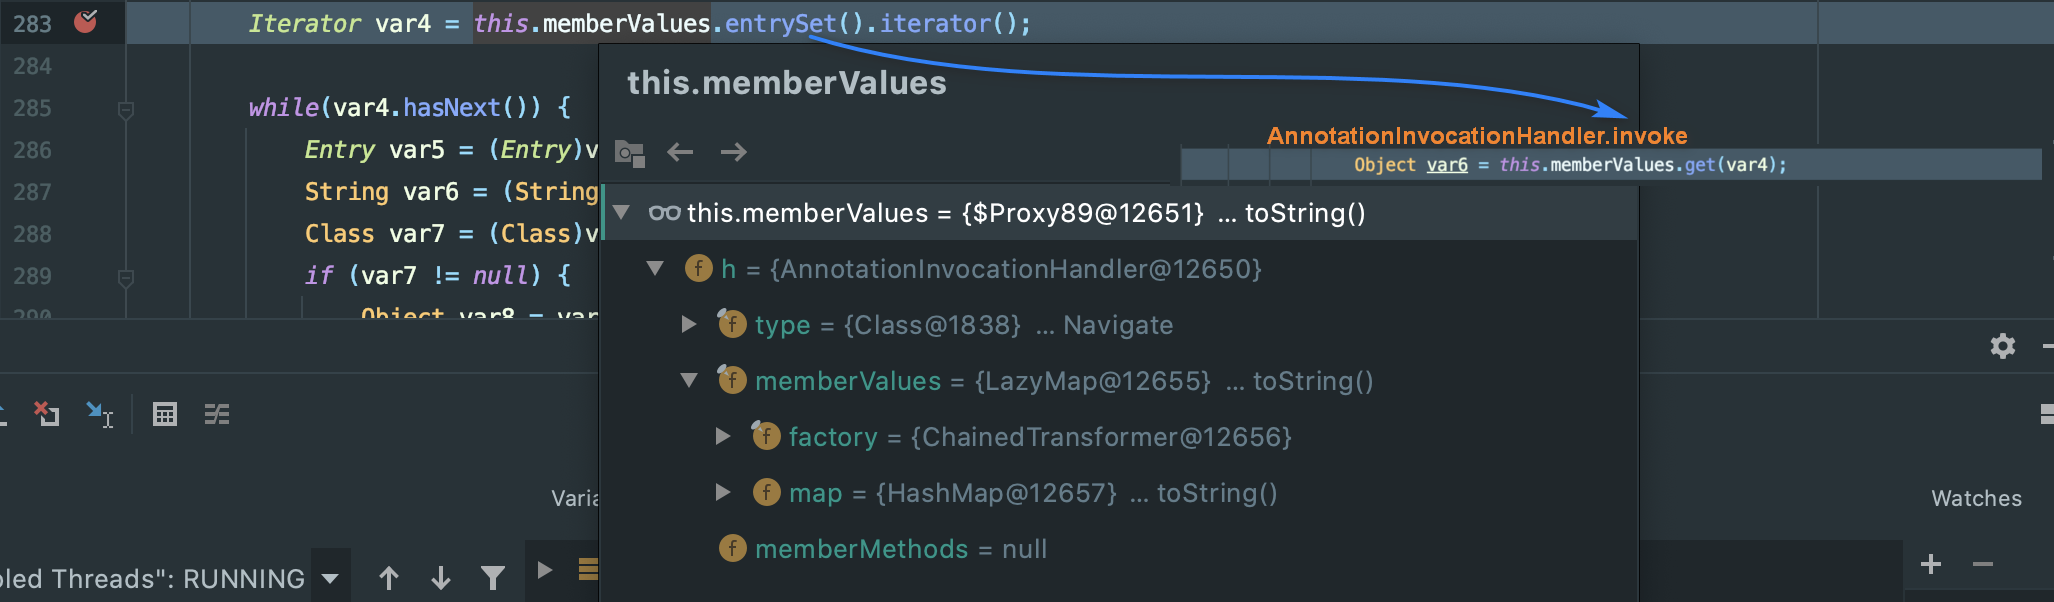 283 Iterator var4 = this.memberValues.entrySet().iterator();
284
285 while(var4.hasNext()) {
286 Entry var5 = (Entry)v
287 String var6 = (String
288 Class var7 = (Class)v
289 if (var7 != null) {
290 Object var8 = var
this.memberValues
AnnotationInvocationHandler.invoke
Object var6 = this.memberValues.get(var4);
this.memberValues = {$Proxy89@12651} ... toString()
h = {AnnotationInvocationHandler@12650}
type = {Class@1838} ... Navigate
memberValues = {LazyMap@12655} ... toString()
factory = {ChainedTransformer@12656}
map = {HashMap@12657} ... toString()
memberMethods = null
Varia
Watches
oled Threads": RUNNING